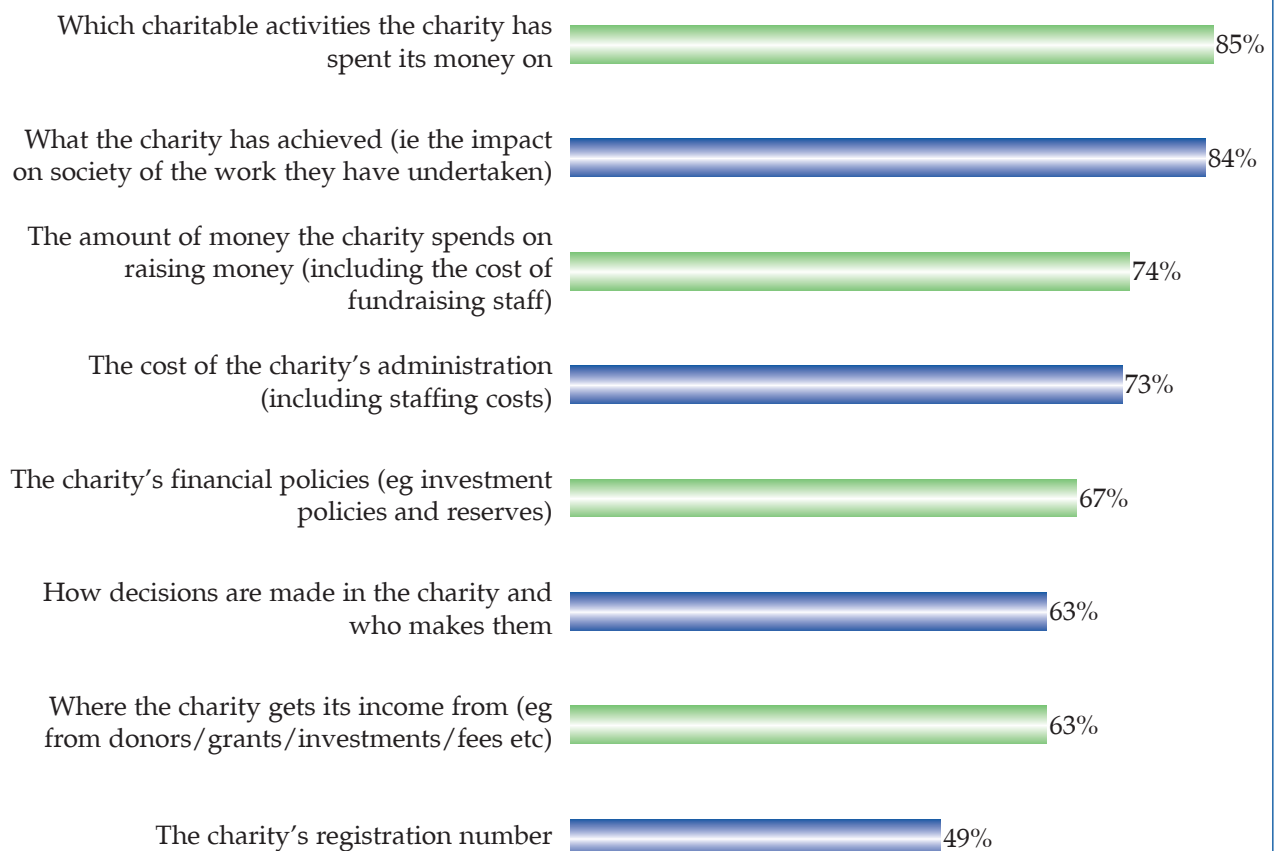 Which charitable activities the charity has
spent its money on
85%
What the charity has achieved (ie the impact
on society of the work they have undertaken)
84%
The amount of money the charity spends on
raising money (including the cost of
fundraising staff)
74%
The cost of the charity’s administration
(including staffing costs)
73%
The charity’s financial policies (eg investment
policies and reserves)
67%
How decisions are made in the charity and
who makes them
63%
Where the charity gets its income from (eg
from donors/grants/investments/fees etc)
63%
The charity’s registration number
49%